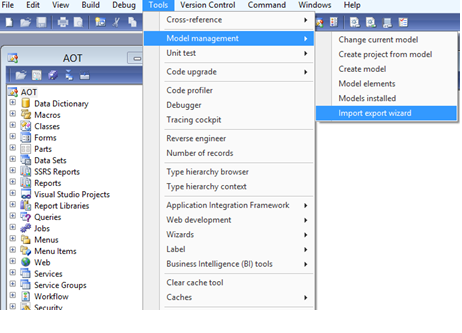 File Edit View Build Debug Tools Version Control Command Windows Help
Cross-reference
Model management
Unit test
Code upgrade
Code profiler
Debugger
Tracing cockpit
Reverse engineer
Number of records
Type hierarchy browser
Type hierarchy context
Application Integration Framework
Web development
Wizards
Label
Business Intelligence (BI) tools
Clear cache tool
Caches
Change current model
Create project from model
Create model
Model elements
Models installed
Import export wizard
AOT
AOT
Data Dictionary
Macros
Classes
Forms
Parts
Data Sets
SSRS Reports
Reports
Visual Studio Projects
Report Libraries
Queries
Jobs
Menus
Menu Items
Web
Services
Service Groups
Workflow
Security